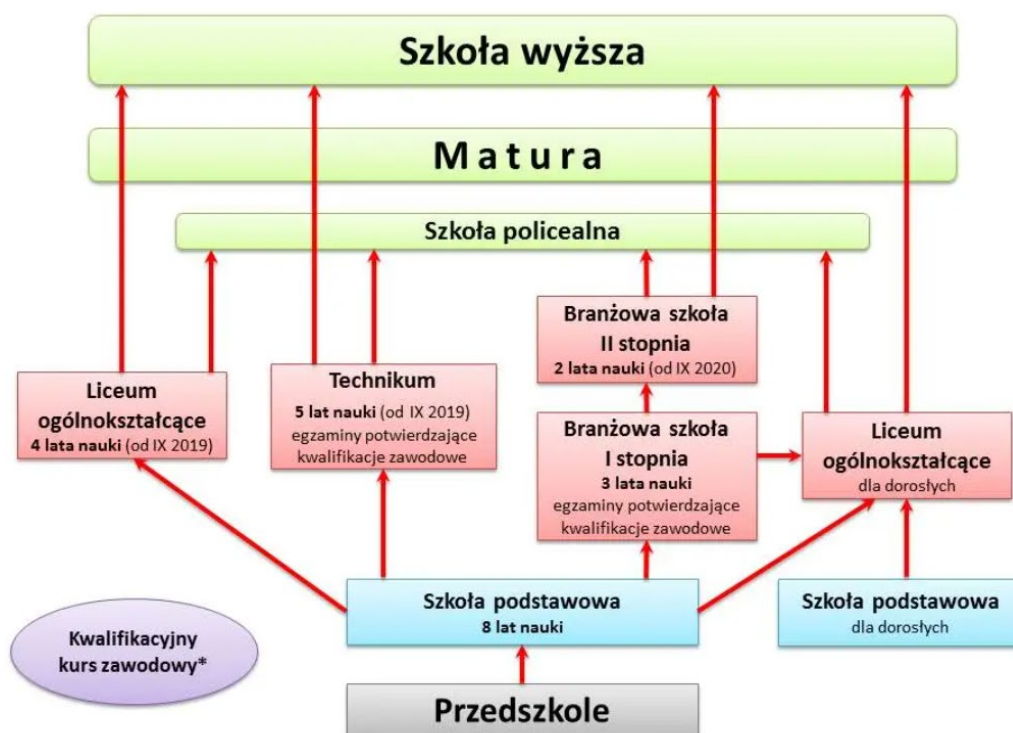 Szkoła wyższa
Matura
Szkoła policealna
Branżowa szkoła
II stopnia
2 lata nauki (od IX 2020)
Liceum
ogólnokształcące
4 lata nauki (od IX 2019)
Technikum
5 lat nauki (od IX 2019)
egzaminy potwierdzające
kwalifikacje zawodowe
Branżowa szkoła
I stopnia
3 lata nauki
egzaminy potwierdzające
kwalifikacje zawodowe
Liceum
ogólnokształcące
dla dorosłych
Szkoła podstawowa
8 lat nauki
Szkoła podstawowa
dla dorosłych
Kwalifikacyjny
kurs zawodowy*
Przedszkole